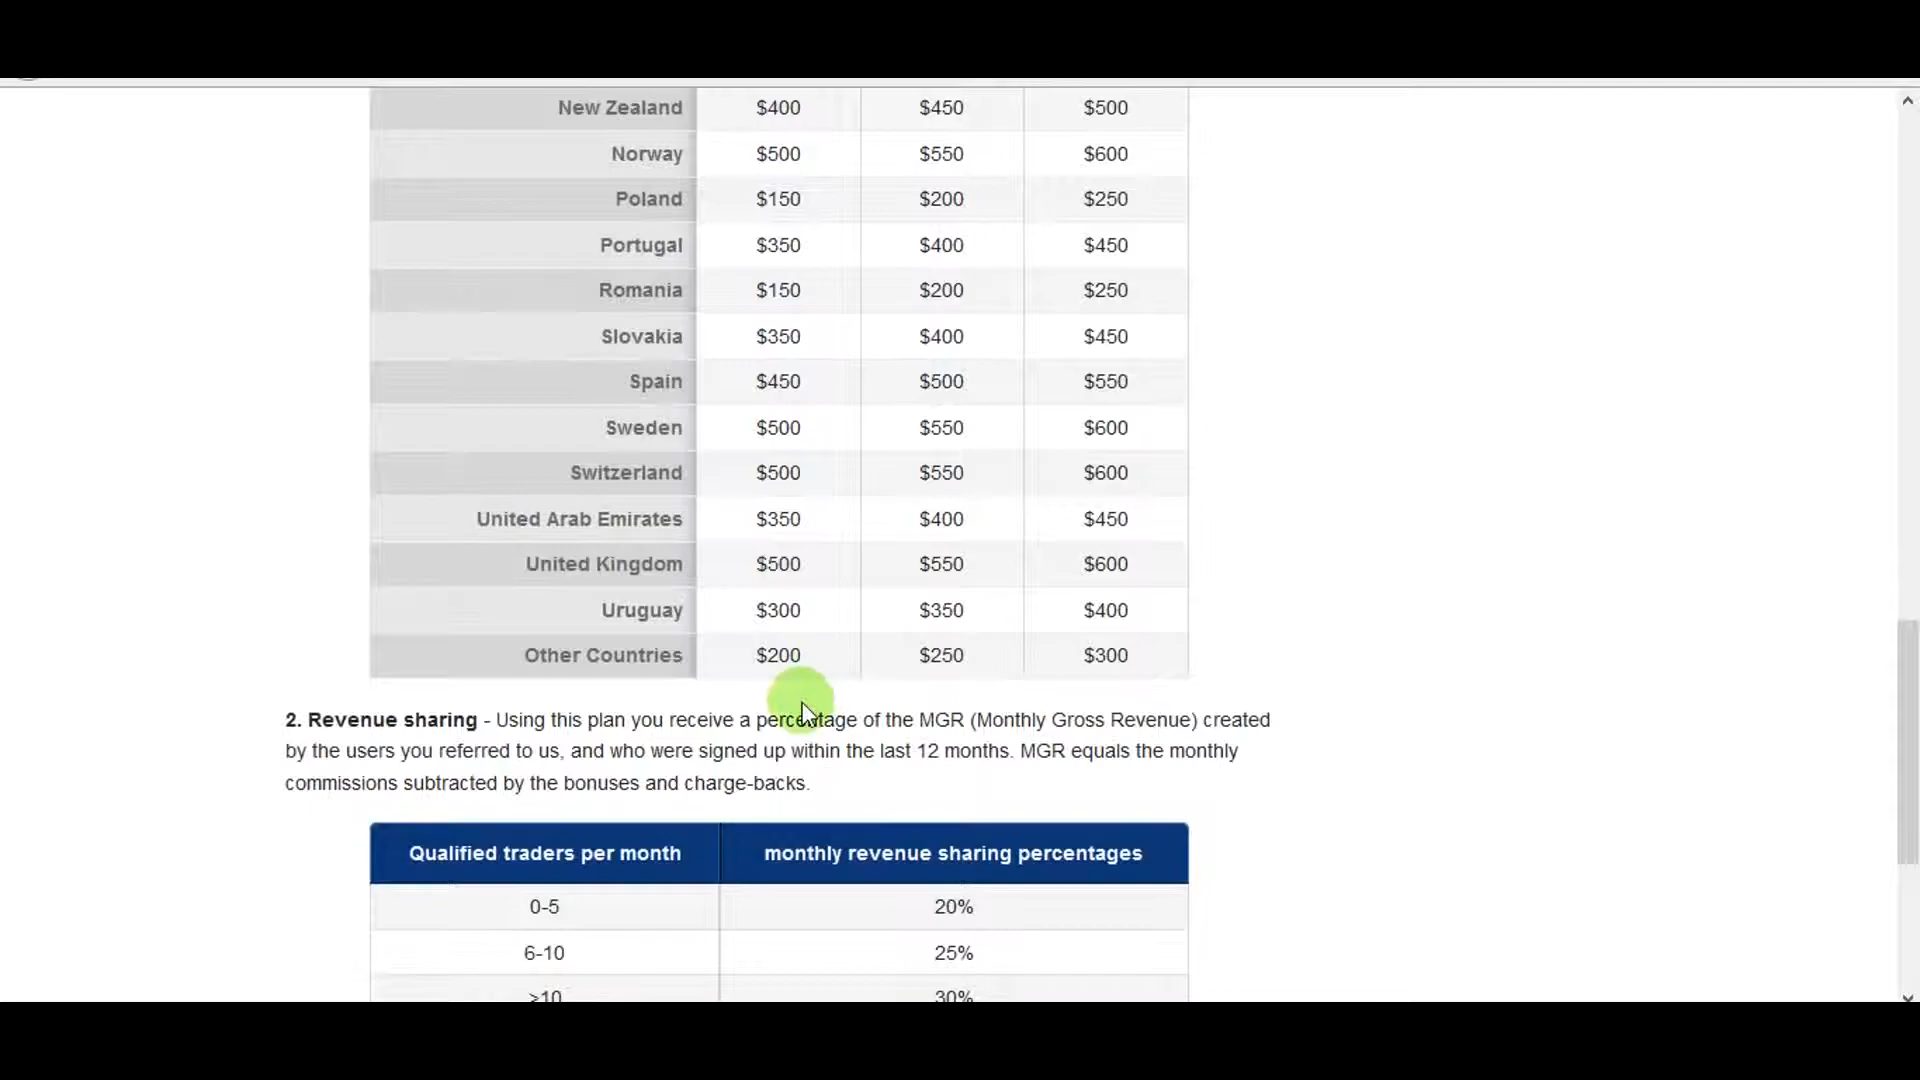 New Zealand $400 $450 $500
Norway $500 $550 $600
Poland $150 $200 $250
Portugal $350 $400 $450
Romania $150 $200 $250
Slovakia $350 $400 $450
Spain $450 $500 $550
Sweden $500 $550 $600
Switzerland $500 $550 $600
United Arab Emirates $350 $400 $450
United Kingdom $500 $550 $600
Uruguay $300 $350 $400
Other Countries $200 $250 $300
2. Revenue sharing - Using this plan you receive a percentage of the MGR (Monthly Gross Revenue) created
by the users you referred to us, and who were signed up within the last 12 months. MGR equals the monthly
commissions subtracted by the bonuses and charge-backs.
Qualified traders per month monthly revenue sharing percentages
0-5 20%
6-10 25%
>10 30%